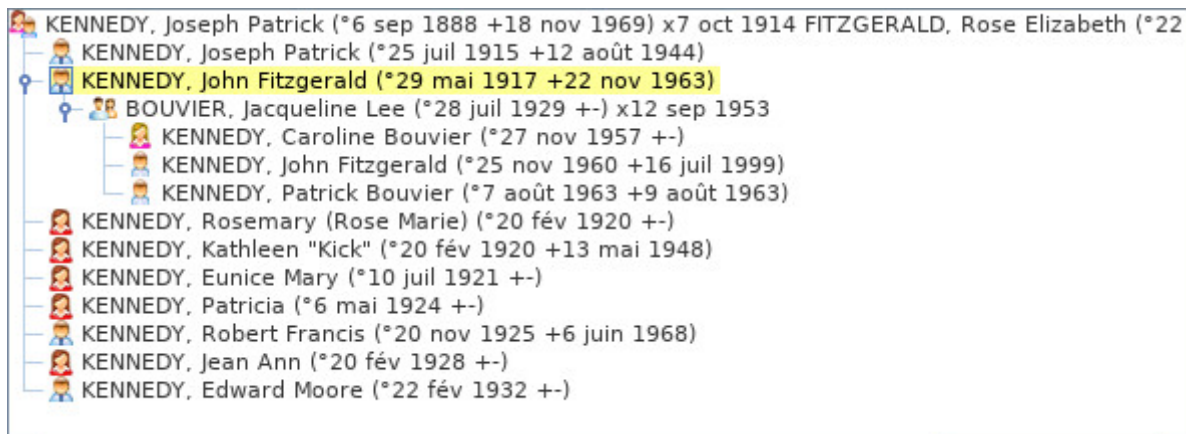 KENNEDY, Joseph Patrick (°6 sep 1888 +18 nov 1969) x7 oct 1914 FITZGERALD, Rose Elizabeth (°22
KENNEDY, Joseph Patrick (°25 juil 1915 +12 août 1944)
KENNEDY, John Fitzgerald (°29 mai 1917 +22 nov 1963)
BOUVIER, Jacqueline Lee (°28 juil 1929 +-) x12 sep 1953
KENNEDY, Caroline Bouvier (°27 nov 1957 +-)
KENNEDY, John Fitzgerald (°25 nov 1960 +16 juil 1999)
KENNEDY, Patrick Bouvier (°7 août 1963 +9 août 1963)
KENNEDY, Rosemary (Rose Marie) (°20 fév 1920 +-)
KENNEDY, Kathleen "Kick" (°20 fév 1920 +13 mai 1948)
KENNEDY, Eunice Mary (°10 juil 1921 +-)
KENNEDY, Patricia (°6 mai 1924 +-)
KENNEDY, Robert Francis (°20 nov 1925 +6 juin 1968)
KENNEDY, Jean Ann (°20 fév 1928 +-)
KENNEDY, Edward Moore (°22 fév 1932 +-)